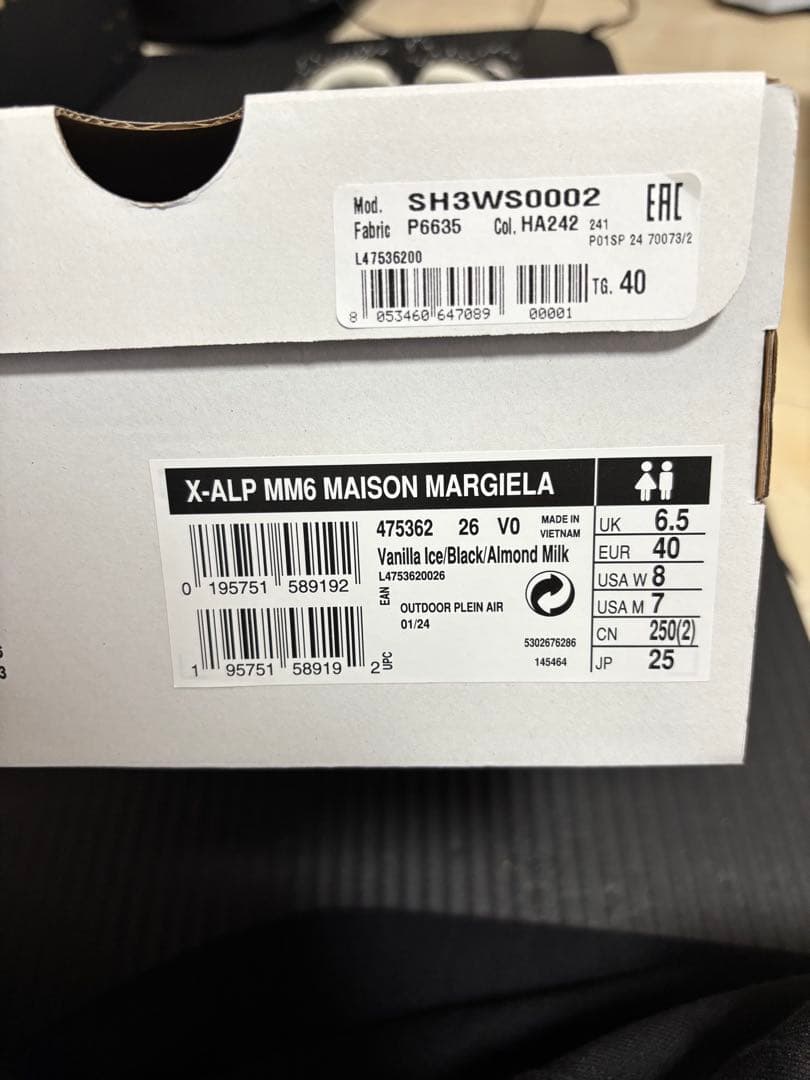 Mod. SH3WS0002 EAC
Fabric P6635 Col. HA242 241
P01SP 24 70073/2
L47536200
TG. 40
8 053460 647089 00001
X-ALP MM6 MAISON MARGIELA
475362 26 V0 MADE IN VIETNAM
Vanilla Ice/Black/Almond Milk
L4753620026
0 195751 589192 EAN
OUTDOOR PLEIN AIR
01/24
5302676286
145464
1 95751 58919 2 UPC
UK 6.5
EUR 40
USA W 8
USA M 7
CN 250(2)
JP 25
3